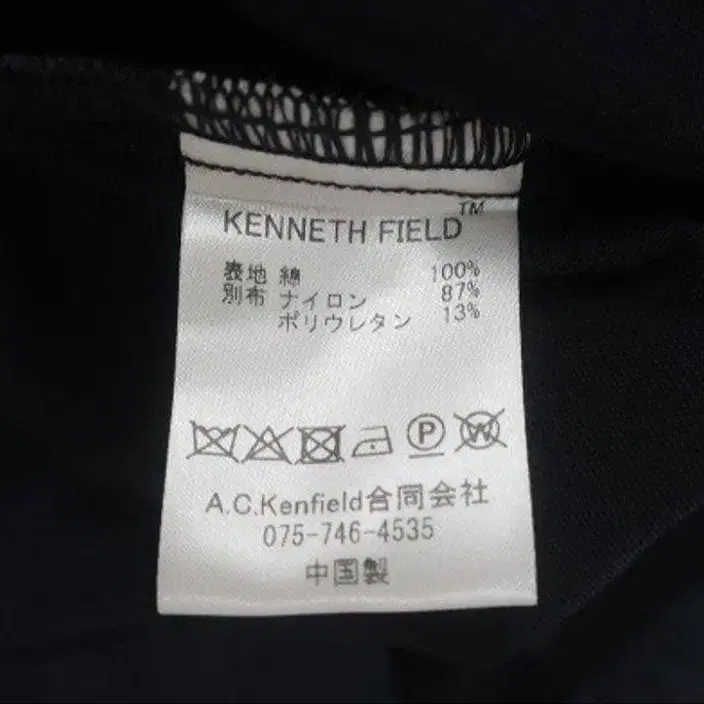 KENNETH FIELD™
表地 綿 100%
別布 ナイロン 87%
ポリウレタン 13%
P W
A.C.Kenfield合同会社
075-746-4535
中国製